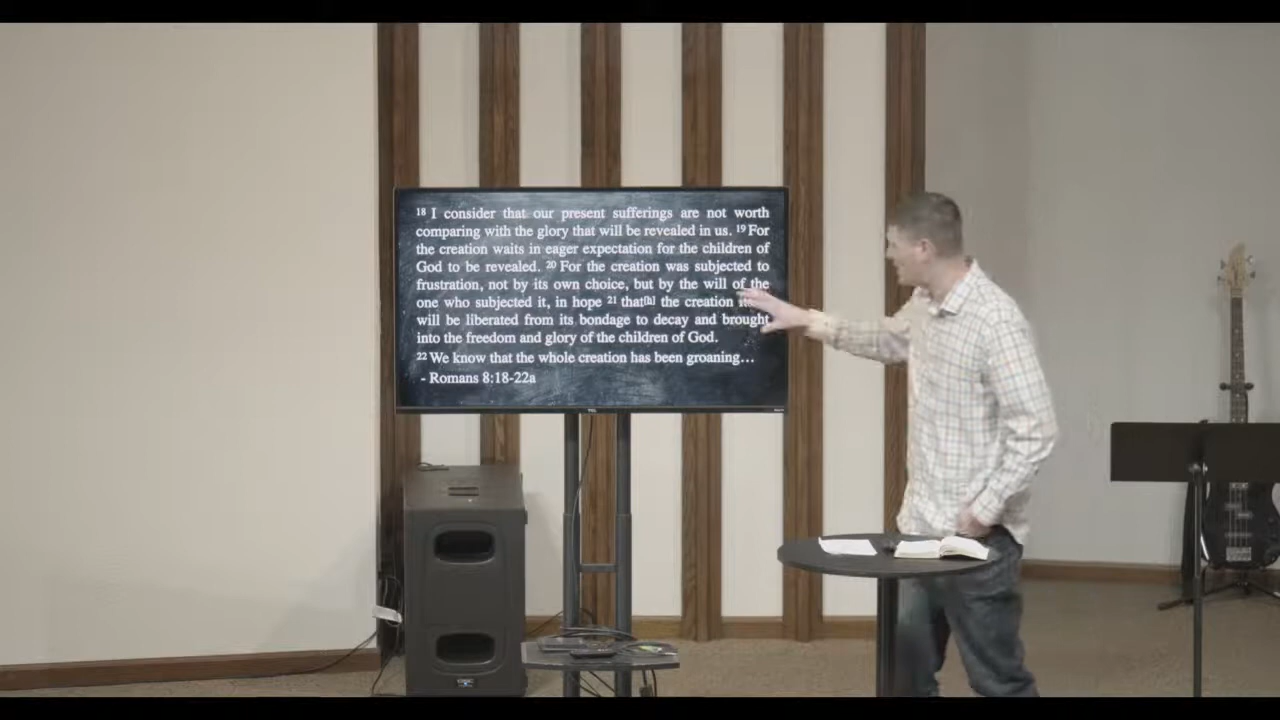 18 I consider that our present sufferings are not worth
comparing with the glory that will be revealed in us. 19 For
the creation waits in eager expectation for the children of
God to be revealed. 20 For the creation was subjected to
frustration, not by its own choice, but by the will of the
one who subjected it, in hope 21 that[h] the creation
will be liberated from its bondage to decay and brought
into the freedom and glory of the children of God.
22 We know that the whole creation has been groaning…
- Romans 8:18-22a
TCL